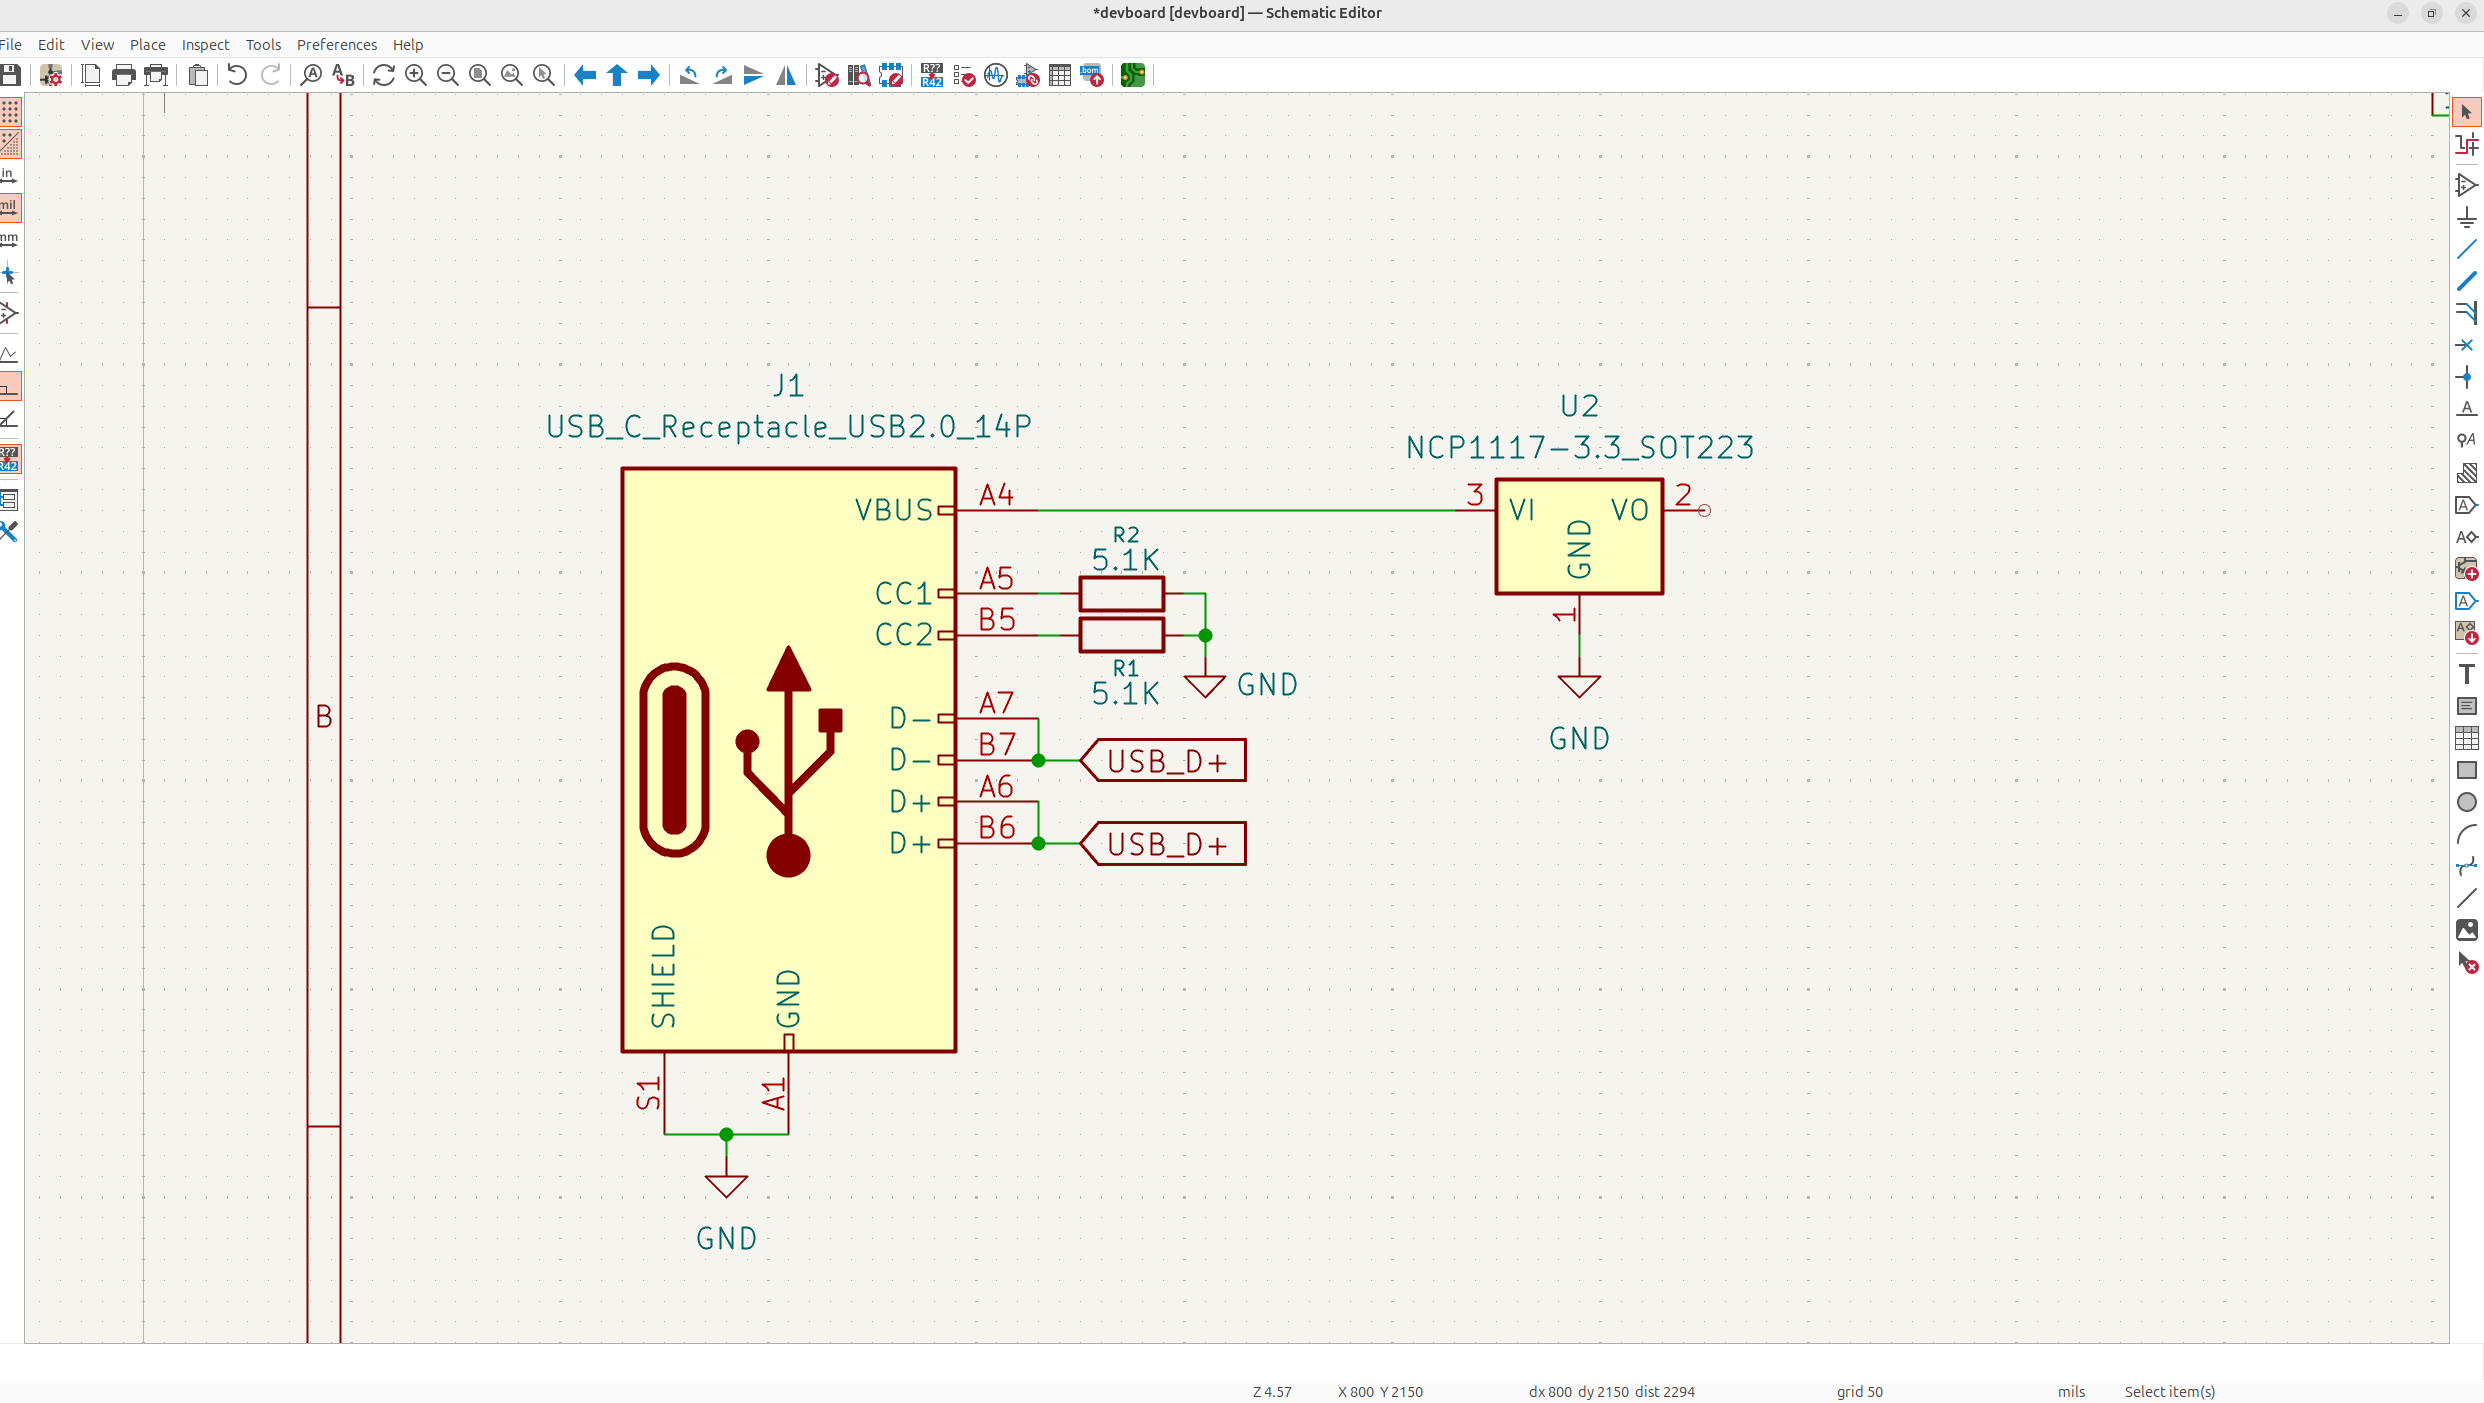 *devboard [devboard] — Schematic Editor
File Edit View Place Inspect Tools Preferences Help
in
mil
mm
R??
R42
A
B
R??
R42
bom
A
A
A
A
A
A
T
B
J1
USB_C_Receptacle_USB2.0_14P
VBUS
A4
CC1
A5
CC2
B5
D-
A7
D-
B7
D+
A6
D+
B6
SHIELD
GND
S1
A1
GND
R2
5.1K
R1
5.1K
GND
USB_D+
USB_D+
U2
NCP1117-3.3_SOT223
3
VI
VO
2
GND
1
GND
Z 4.57 X 800 Y 2150 dx 800 dy 2150 dist 2294 grid 50 mils Select item(s)